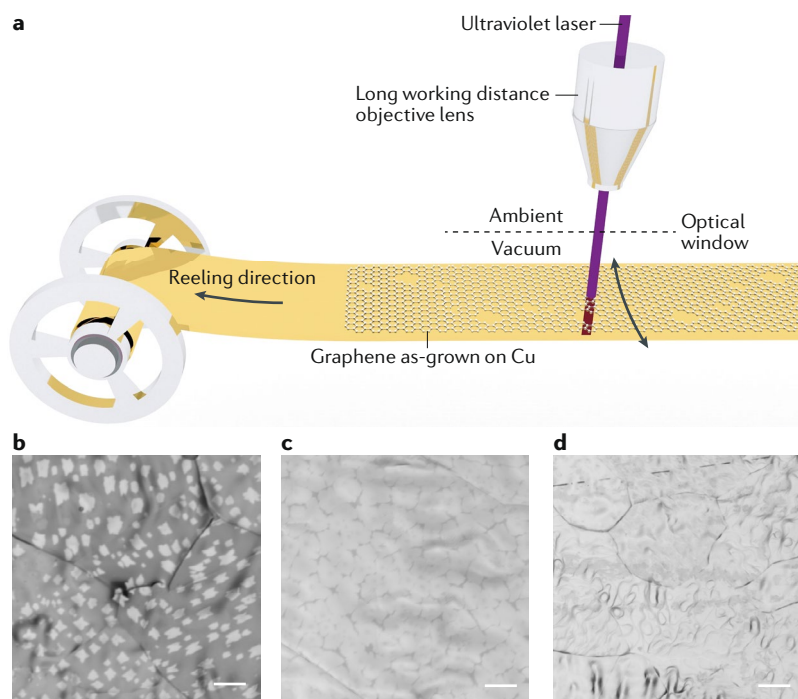 a
Ultraviolet laser
Long working distance
objective lens
Ambient
Vacuum
Optical
window
Reeling direction
Graphene as-grown on Cu
b
c
d